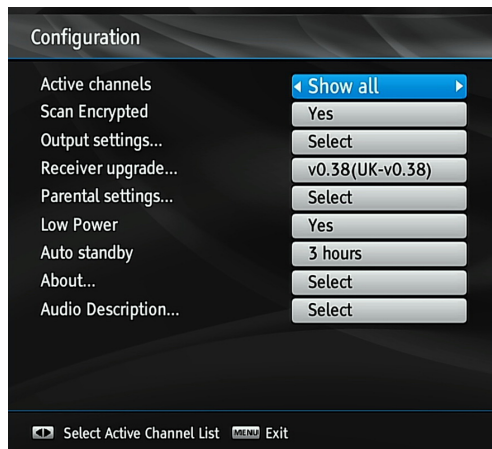 Configuration
Active channels Show all
Scan Encrypted Yes
Output settings... Select
Receiver upgrade... v0.38(UK-v0.38)
Parental settings... Select
Low Power Yes
Auto standby 3 hours
About... Select
Audio Description... Select
Select Active Channel List MENU Exit